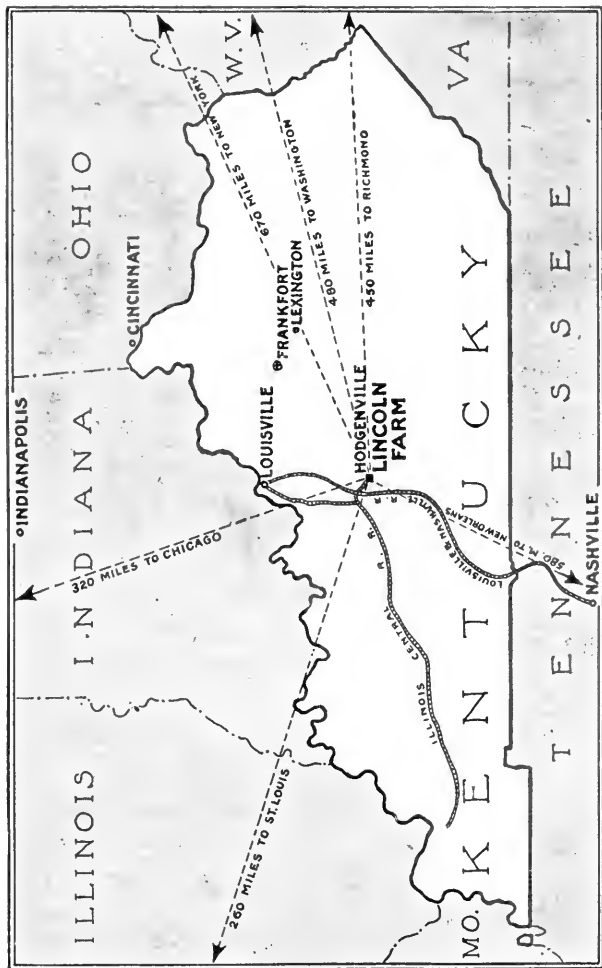 INDIANAPOLIS
ILLINOIS
INDIANA
OHIO
W. V.
CINCINNATI
320 MILES TO CHICAGO
670 MILES TO NEW YORK
480 MILES TO WASHINGTON
260 MILES TO ST. LOUIS
LOUISVILLE
FRANKFORT
LEXINGTON
HODGENVILLE
LINCOLN
FARM
450 MILES TO RICHMOND
VA
ILLINOIS CENTRAL R. R.
LOUISVILLE & NASHVILLE R. R.
580 M. TO NEW ORLEANS
MO.
KENTUCKY
TENNESSEE
NASHVILLE